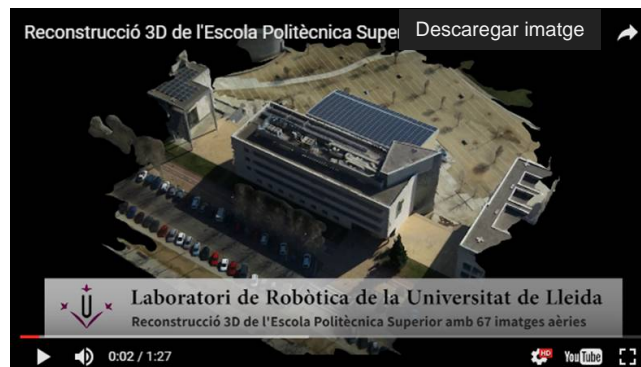 Reconstrucció 3D de l'Escola Politècnica Supe
Descaregar imatge
Ü
Laboratori de Robòtica de la Universitat de Lleida
Reconstrucció 3D de l'Escola Politècnica Superior amb 67 imatges aèries
0:02 / 1:27
HD
YouTube